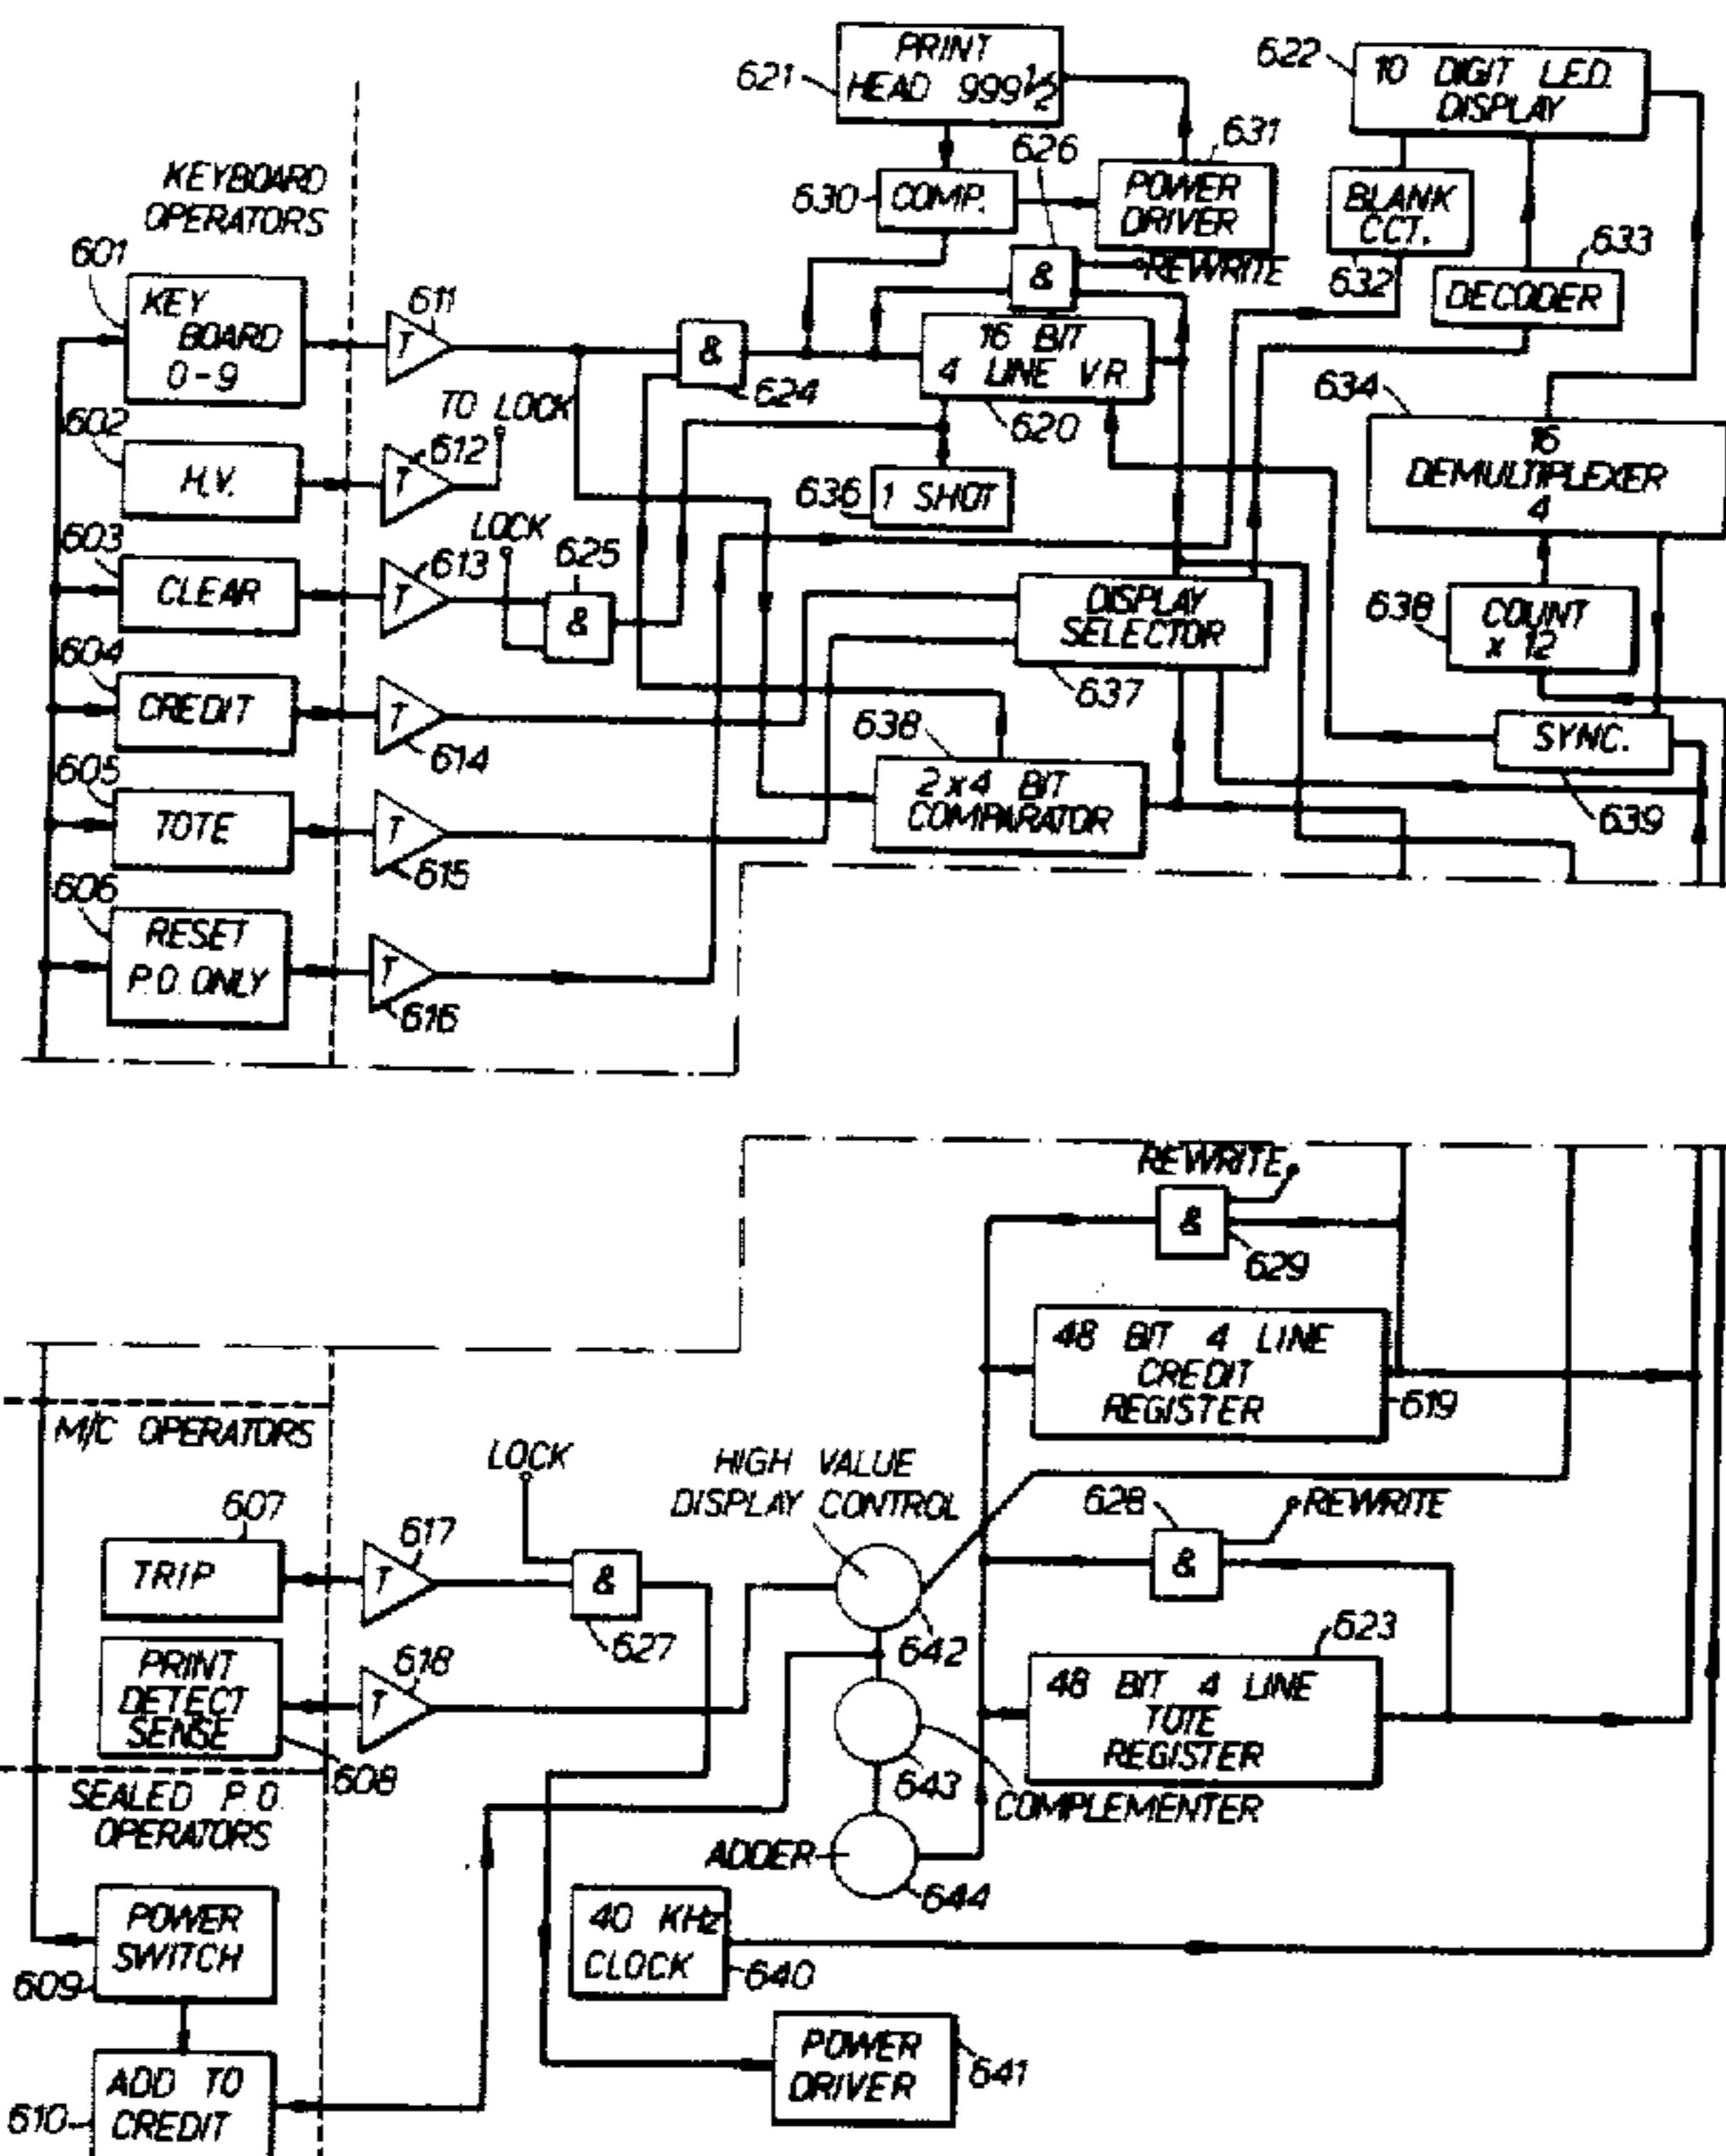 PRINT
HEAD 999½
621
622
10 DIGIT L.E.D.
DISPLAY
626
631
KEYBOARD
OPERATORS
630
COMP.
POWER
DRIVER
BLANK
CCT.
632
633
DECODER
601
KEY
BOARD
0-9
611
T
&
624
&
REWRITE
16 BIT
4 LINE V.R.
620
634
16
DEMULTIPLEXER
4
602
H.V.
612
T
TO LOCK
636
1 SHOT
603
CLEAR
613
T
LOCK
625
&
DISPLAY
SELECTOR
637
638
COUNT
x 12
604
CREDIT
T
614
638
2x4 BIT
COMPARATOR
SYNC.
639
605
TOTE
T
615
606
RESET
P.O ONLY
T
616
REWRITE
&
629
48 BIT 4 LINE
CREDIT
REGISTER
619
M/C OPERATORS
LOCK
HIGH VALUE
DISPLAY CONTROL
607
TRIP
617
T
&
627
642
628
&
REWRITE
PRINT
DETECT
SENSE
608
618
T
643
623
48 BIT 4 LINE
TOTE
REGISTER
COMPLEMENTER
SEALED P.O.
OPERATORS
ADDER
644
POWER
SWITCH
609
40 KHz
CLOCK
640
ADD TO
CREDIT
610
POWER
DRIVER
641